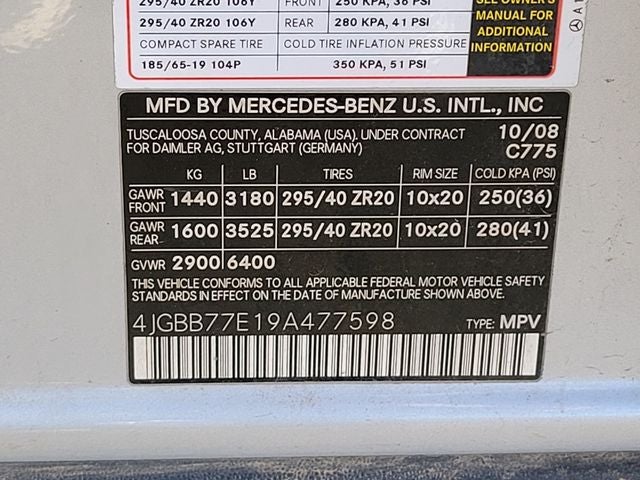 295/40 ZR20 106Y FRONT 250 KPA, 36 PSI
295/40 ZR20 106Y REAR 280 KPA, 41 PSI
COMPACT SPARE TIRE COLD TIRE INFLATION PRESSURE
185/65-19 104P 350 KPA, 51 PSI
SEE OWNER'S
MANUAL FOR
ADDITIONAL
INFORMATION
A 1
MFD BY MERCEDES-BENZ U.S. INTL., INC
TUSCALOOSA COUNTY, ALABAMA (USA). UNDER CONTRACT 10/08
FOR DAIMLER AG, STUTTGART (GERMANY) C775
KG LB TIRES RIM SIZE COLD KPA (PSI)
GAWR FRONT 1440 3180 295/40 ZR20 10x20 250(36)
GAWR REAR 1600 3525 295/40 ZR20 10x20 280(41)
GVWR 2900 6400
THIS VEHICLE CONFORMS TO ALL APPLICABLE FEDERAL MOTOR VEHICLE SAFETY
STANDARDS IN EFFECT ON THE DATE OF MANUFACTURE SHOWN ABOVE.
4JGBB77E19A477598 TYPE: MPV